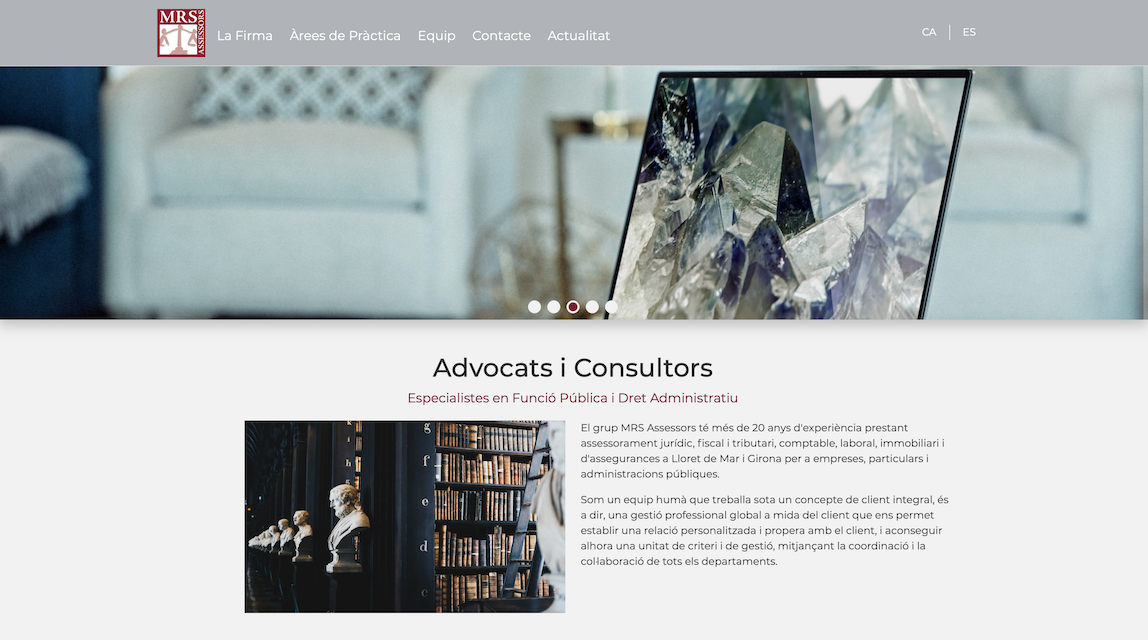 MRS
ASSESSORS
La Firma
Àrees de Pràctica
Equip
Contacte
Actualitat
CA
ES
Advocats i Consultors
Especialistes en Funció Pública i Dret Administratiu
k
i
h
g
f
e
d
c
El grup MRS Assessors té més de 20 anys d'experiència prestant
assessorament jurídic, fiscal i tributari, comptable, laboral, immobiliari i
d'assegurances a Lloret de Mar i Girona per a empreses, particulars i
administracions públiques.
Som un equip humà que treballa sota un concepte de client integral, és
a dir, una gestió professional global a mida del client que ens permet
establir una relació personalitzada i propera amb el client, i aconseguir
alhora una unitat de criteri i de gestió, mitjançant la coordinació i la
col·laboració de tots els departaments.